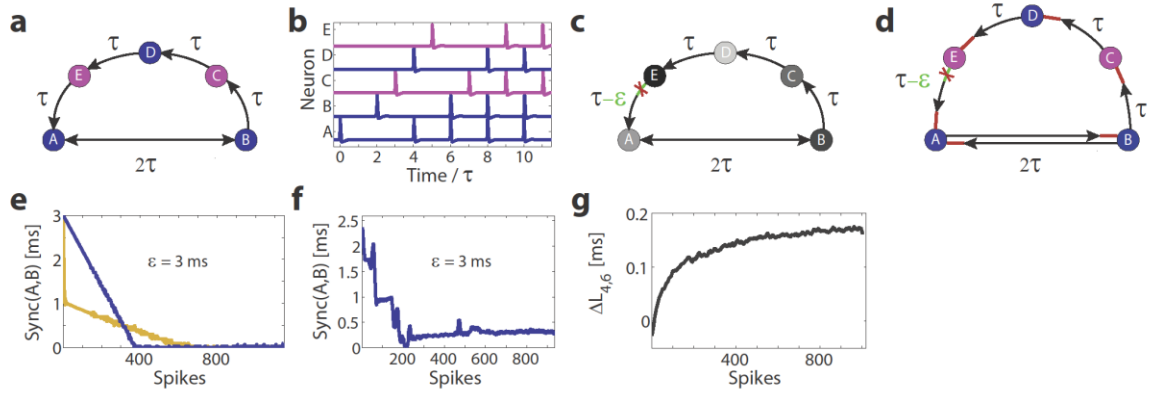 a
τ
τ
D
E
C
τ
τ
A
B
2τ
b
Neuron
E
D
C
B
A
0 2 4 6 8 10
Time / τ
c
τ
τ
D
E
C
τ-ε
τ
A
B
2τ
d
τ
τ
D
E
C
τ-ε
τ
A
B
2τ
e
Sync(A,B) [ms]
3
2
1
0
ε = 3 ms
400 800
Spikes
f
Sync(A,B) [ms]
2.5
2
1.5
1
0.5
0
ε = 3 ms
200 400 600 800
Spikes
g
ΔL4,6 [ms]
0.2
0.1
0
400 800
Spikes